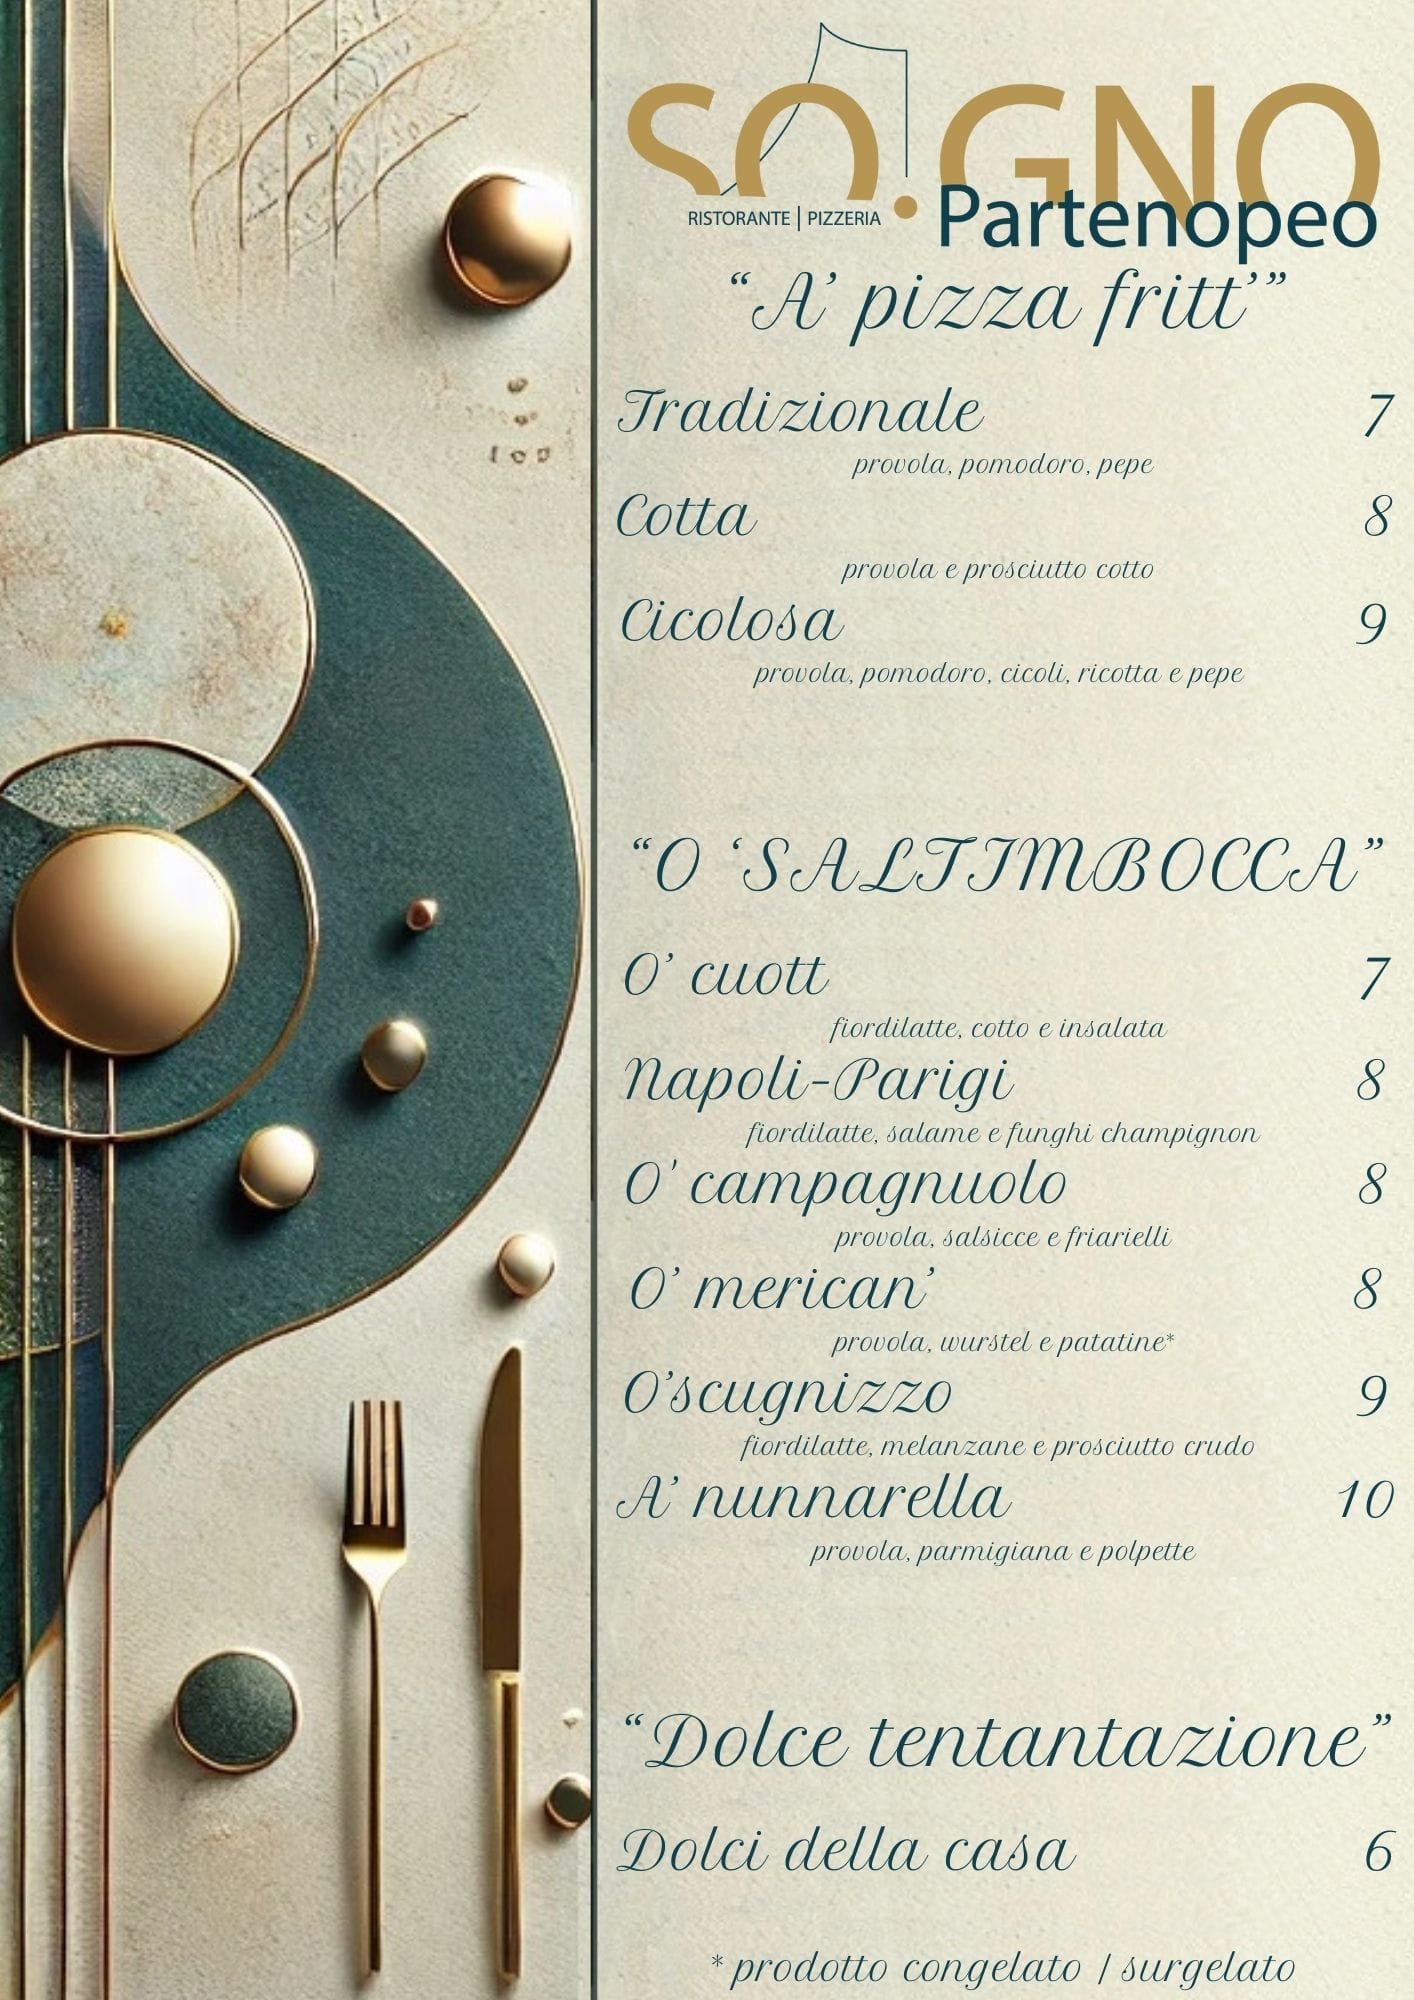 SO.GNO
RISTORANTE | PIZZERIA
Partenopeo
“A’ pizza fritt’”
Tradizionale 7
provola, pomodoro, pepe
Cotta 8
provola e prosciutto cotto
Cicolosa 9
provola, pomodoro, cicoli, ricotta e pepe
“O ‘SALTIMBOCCA”
O’ cuott 7
fiordilatte, cotto e insalata
Napoli-Parigi 8
fiordilatte, salame e funghi champignon
O' campagnuolo 8
provola, salsicce e friarielli
O’ merican’ 8
provola, wurstel e patatine*
O’scugnizzo 9
fiordilatte, melanzane e prosciutto crudo
A’ nunnarella 10
provola, parmigiana e polpette
“Dolce tentantazione”
Dolci della casa 6
* prodotto congelato / surgelato